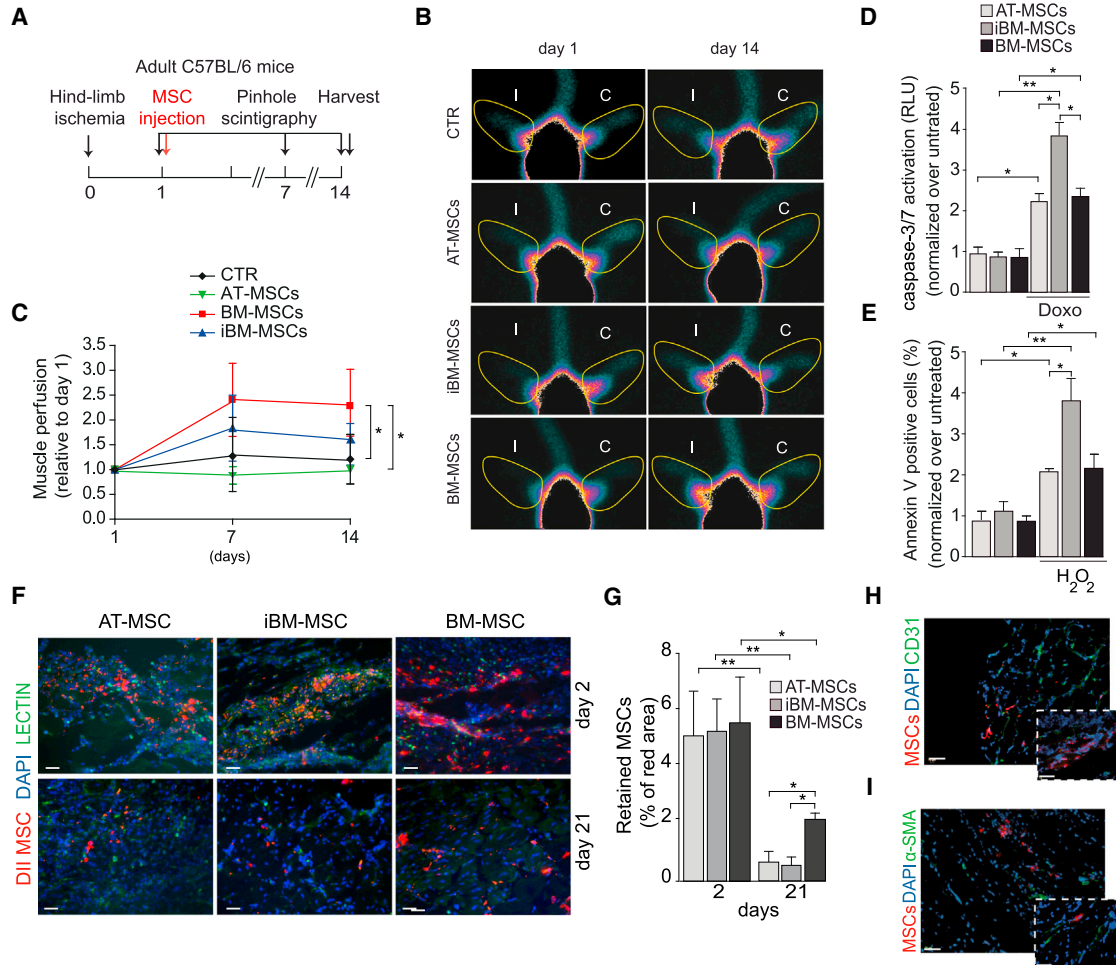 A
Adult C57BL/6 mice
Hind-limb
ischemia
MSC
injection
Pinhole
scintigraphy
Harvest
0
1
7
14
B
day 1
day 14
CTR
I
C
AT-MSCs
I
C
I
C
iBM-MSCs
I
C
I
C
BM-MSCs
I
C
I
C
C
CTR
AT-MSCs
BM-MSCs
iBM-MSCs
Muscle perfusion
(relative to day 1)
3.5
3.0
2.5
2.0
1.5
1.0
0.5
0.0
*
*
1
7
14
(days)
D
AT-MSCs
iBM-MSCs
BM-MSCs
caspase-3/7 activation (RLU)
(normalized over untreated)
5
4
3
2
1
0
*
**
*
*
*
Doxo
E
Annexin V positive cells (%)
(normalized over untreated)
5
4
3
2
1
0
*
**
*
*
H2O2
F
AT-MSC
iBM-MSC
BM-MSC
DII MSC DAPI LECTIN
day 2
day 21
G
Retained MSCs
(% of red area)
8
6
4
2
0
*
**
**
AT-MSCs
iBM-MSCs
BM-MSCs
*
*
2
21
days
H
MSCs DAPI CD31
I
MSCs DAPI α-SMA